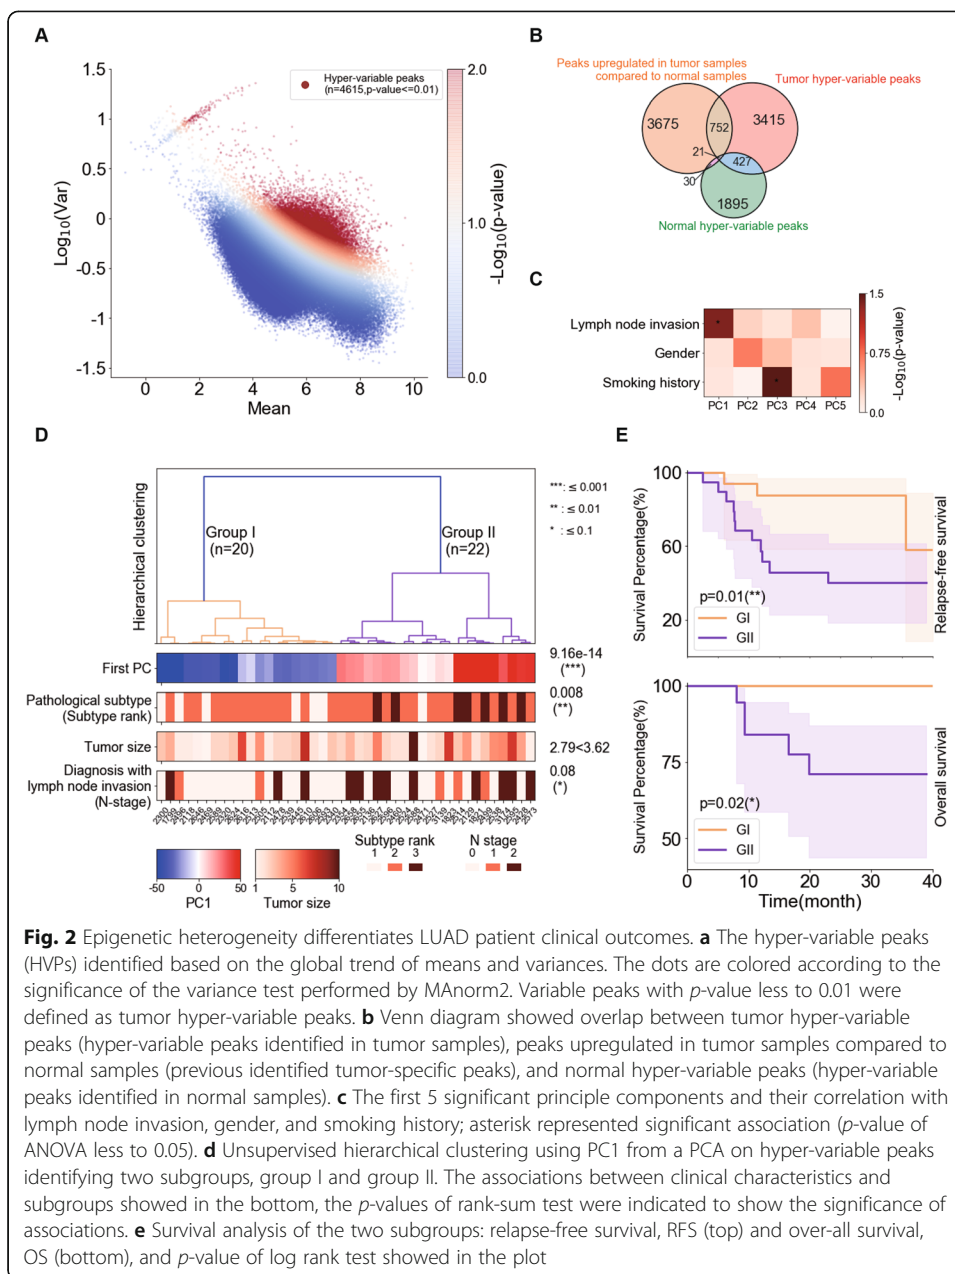 A
1.5
1.0
0.5
0
-0.5
-1
-1.5
Log10(Var)
0 2 4 6 8 10
Mean
Hyper-variable peaks
(n=4615,p-value<=0.01)
2.0
1.0
0.0
-Log10(p-value)
B
Peaks upregulated in tumor samples
compared to normal samples
Tumor hyper-variable peaks
3675
752
3415
21
427
30
1895
Normal hyper-variable peaks
C
Lymph node invasion
Gender
Smoking history
* 
*
PC1 PC2 PC3 PC4 PC5
1.5
0.75
0.0
-Log10(p-value)
D
Hierarchical clustering
Group I
(n=20)
Group II
(n=22)
***: ≤ 0.001
** : ≤ 0.01
* : ≤ 0.1
First PC
9.16e-14
(***)
Pathological subtype
(Subtype rank)
0.008
(**)
Tumor size
2.79<3.62
Diagnosis with
lymph node invasion
(N-stage)
0.08
(*)
-50 0 50
PC1
1 5 10
Tumor size
Subtype rank
1 2 3
N stage
0 1 2
E
Survival Percentage(%)
100
60
20
p=0.01(**)
GI
GII
Relapse-free survival
Survival Percentage(%)
100
75
50
p=0.02(*)
GI
GII
Overall survival
0 10 20 30 40
Time(month)
Fig. 2 Epigenetic heterogeneity differentiates LUAD patient clinical outcomes. a The hyper-variable peaks
(HVPs) identified based on the global trend of means and variances. The dots are colored according to the
significance of the variance test performed by MAnorm2. Variable peaks with p-value less to 0.01 were
defined as tumor hyper-variable peaks. b Venn diagram showed overlap between tumor hyper-variable
peaks (hyper-variable peaks identified in tumor samples), peaks upregulated in tumor samples compared to
normal samples (previous identified tumor-specific peaks), and normal hyper-variable peaks (hyper-variable
peaks identified in normal samples). c The first 5 significant principle components and their correlation with
lymph node invasion, gender, and smoking history; asterisk represented significant association (p-value of
ANOVA less to 0.05). d Unsupervised hierarchical clustering using PC1 from a PCA on hyper-variable peaks
identifying two subgroups, group I and group II. The associations between clinical characteristics and
subgroups showed in the bottom, the p-values of rank-sum test were indicated to show the significance of
associations. e Survival analysis of the two subgroups: relapse-free survival, RFS (top) and over-all survival,
OS (bottom), and p-value of log rank test showed in the plot